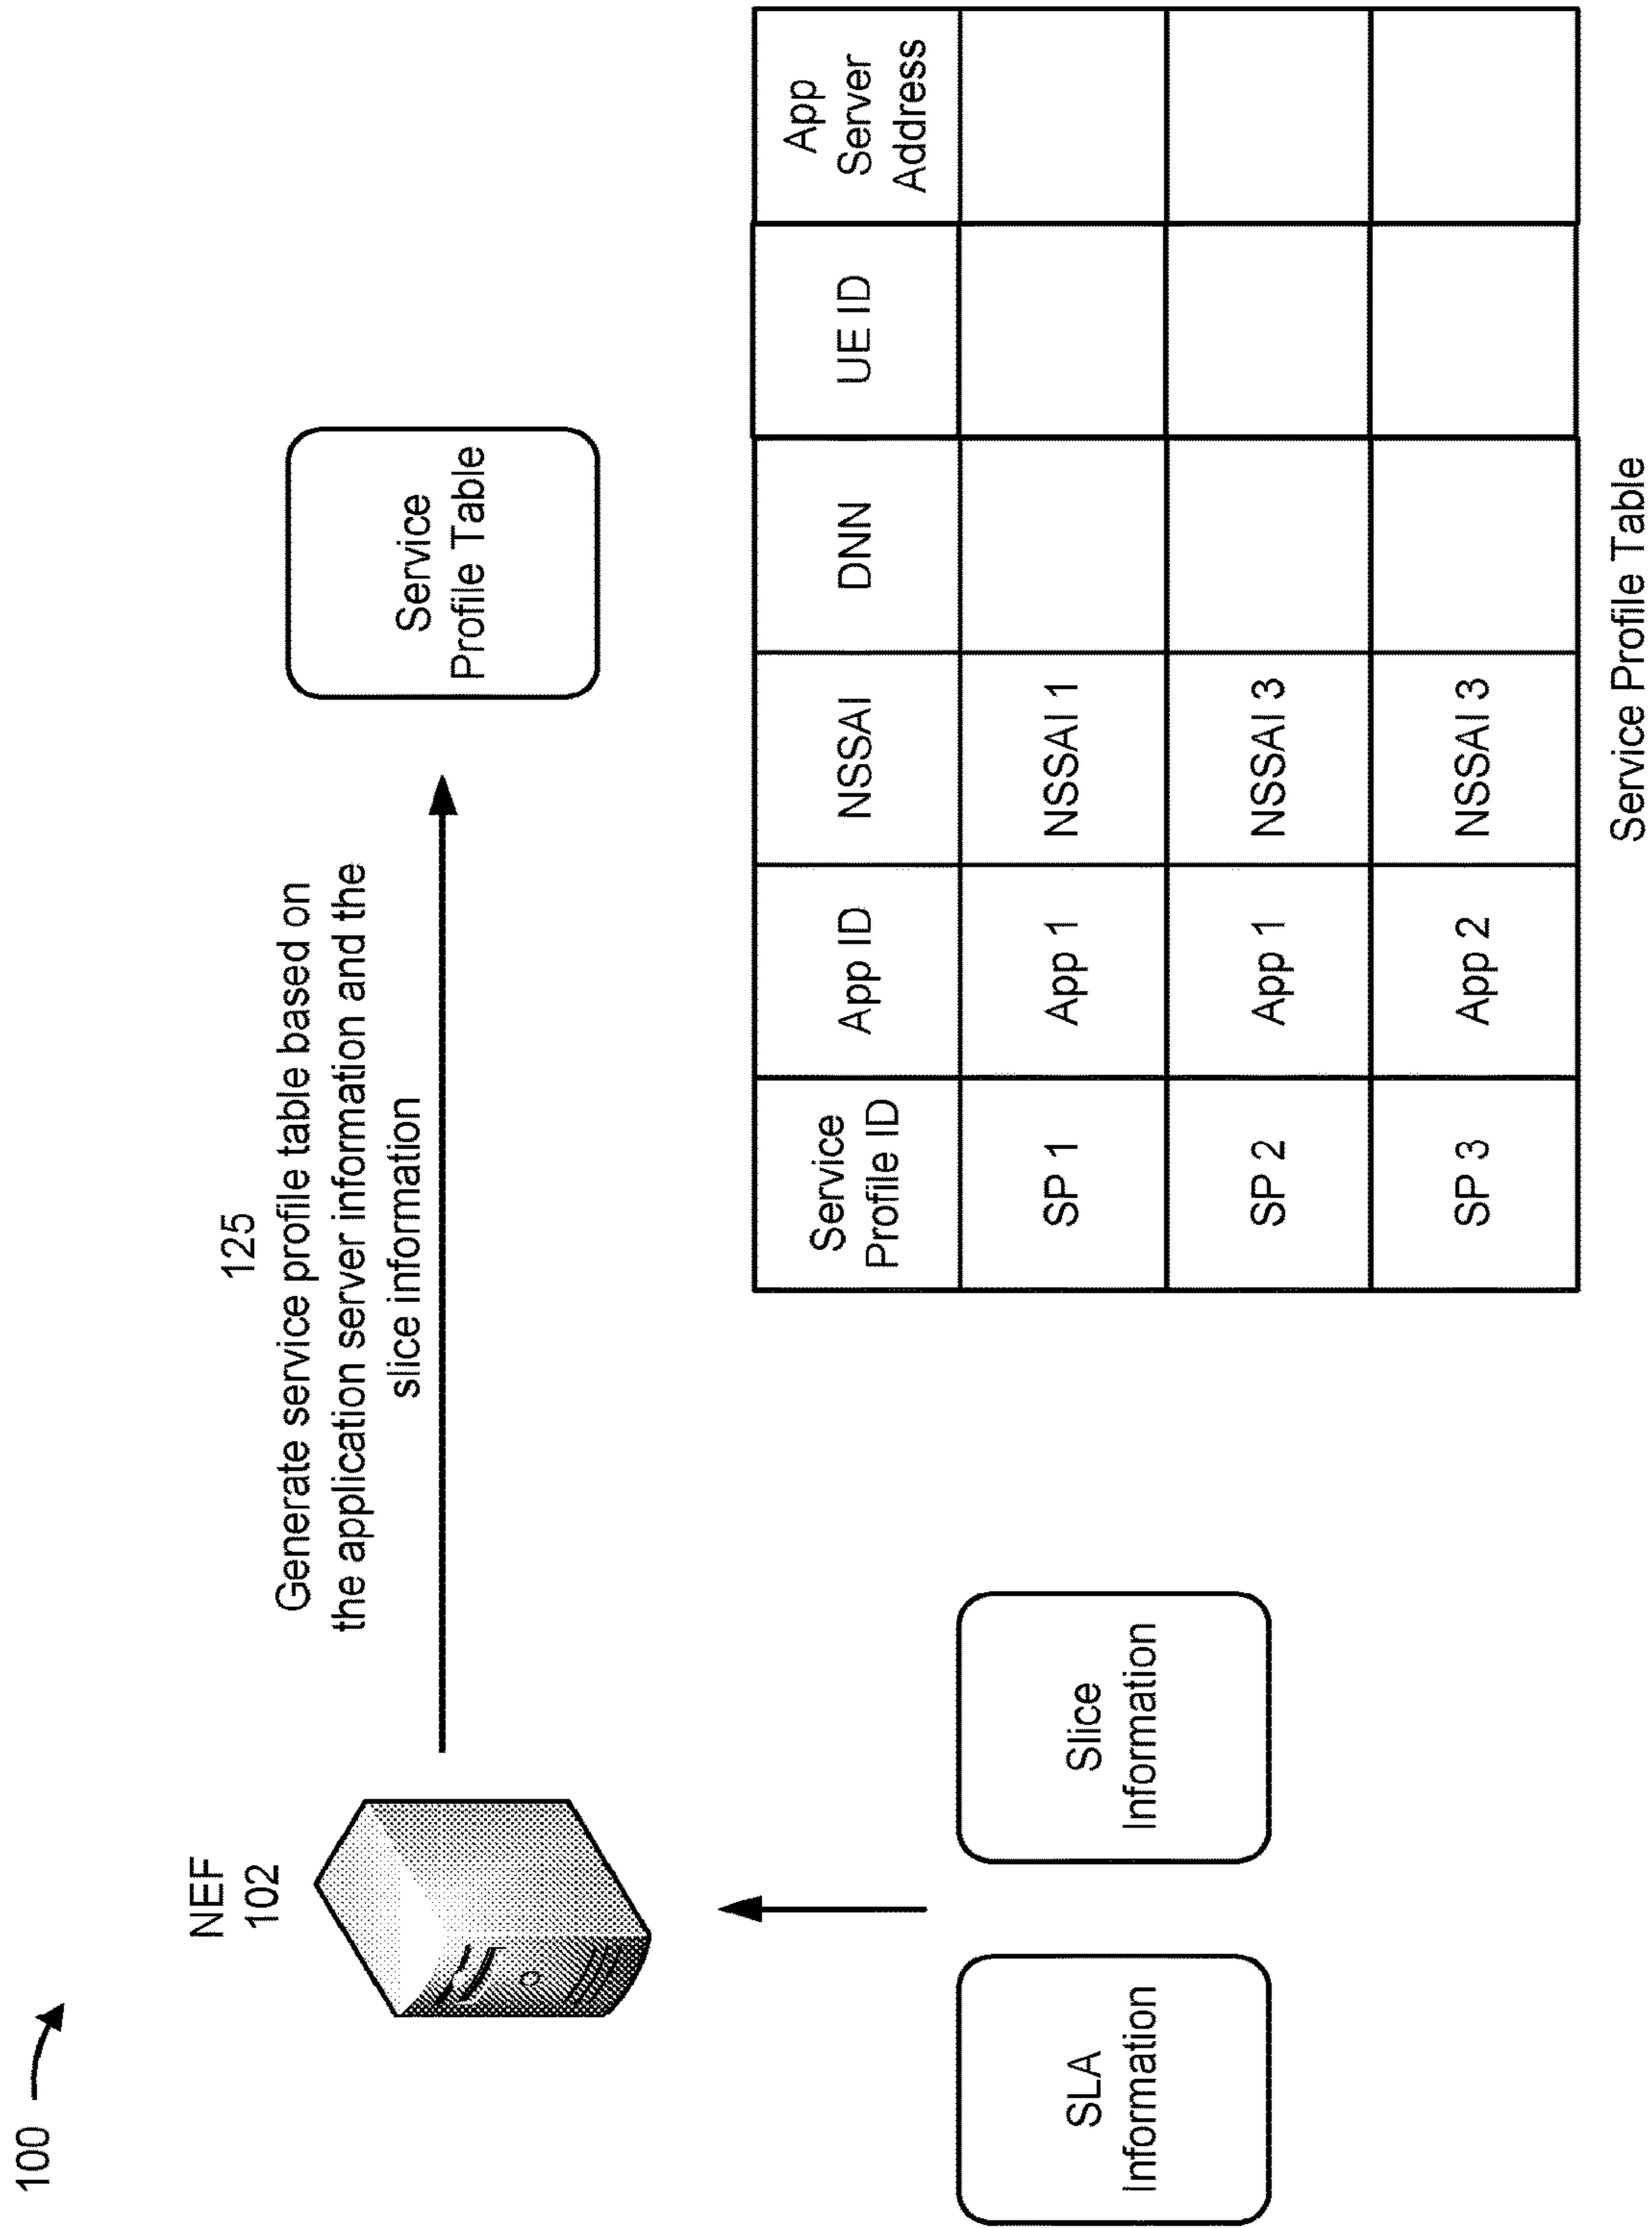 100
NEF
102
125
Generate service profile table based on
the application server information and the
slice information
Service
Profile Table
SLA
Information
Slice
Information
Service
Profile ID
App ID
NSSAI
DNN
UE ID
App
Server
Address
SP 1
App 1
NSSAI 1
SP 2
App 1
NSSAI 3
SP 3
App 2
NSSAI 3
Service Profile Table